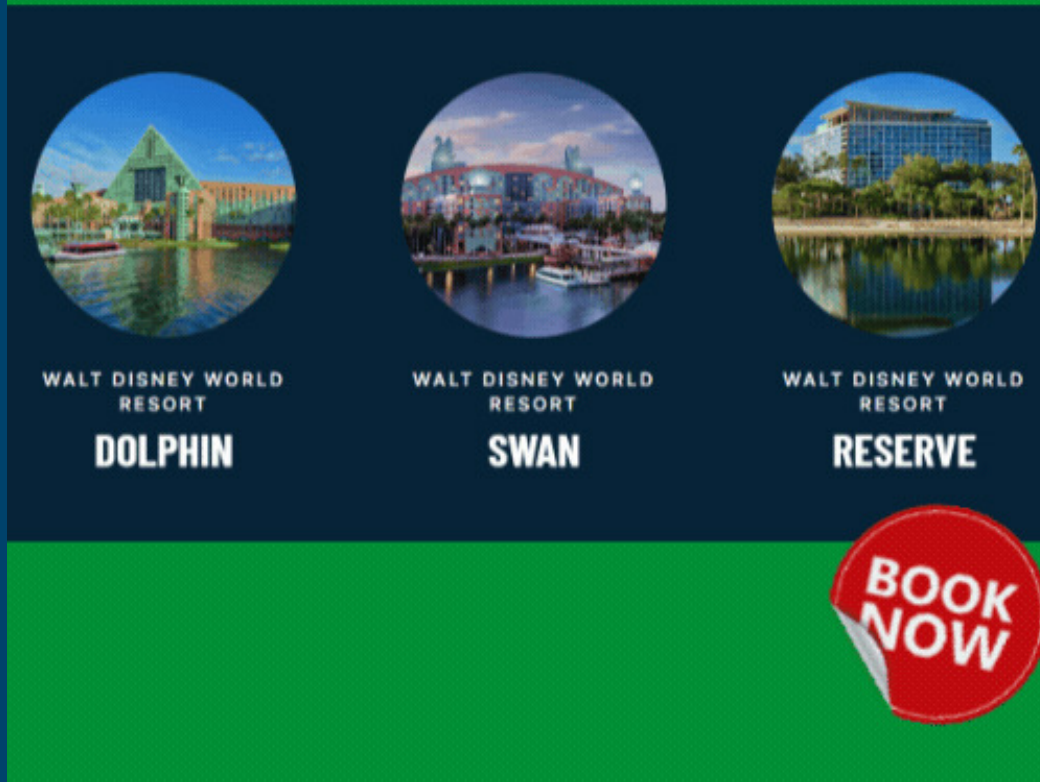 WALT DISNEY WORLD
RESORT
DOLPHIN
WALT DISNEY WORLD
RESORT
SWAN
WALT DISNEY WORLD
RESORT
RESERVE
BOOK
NOW